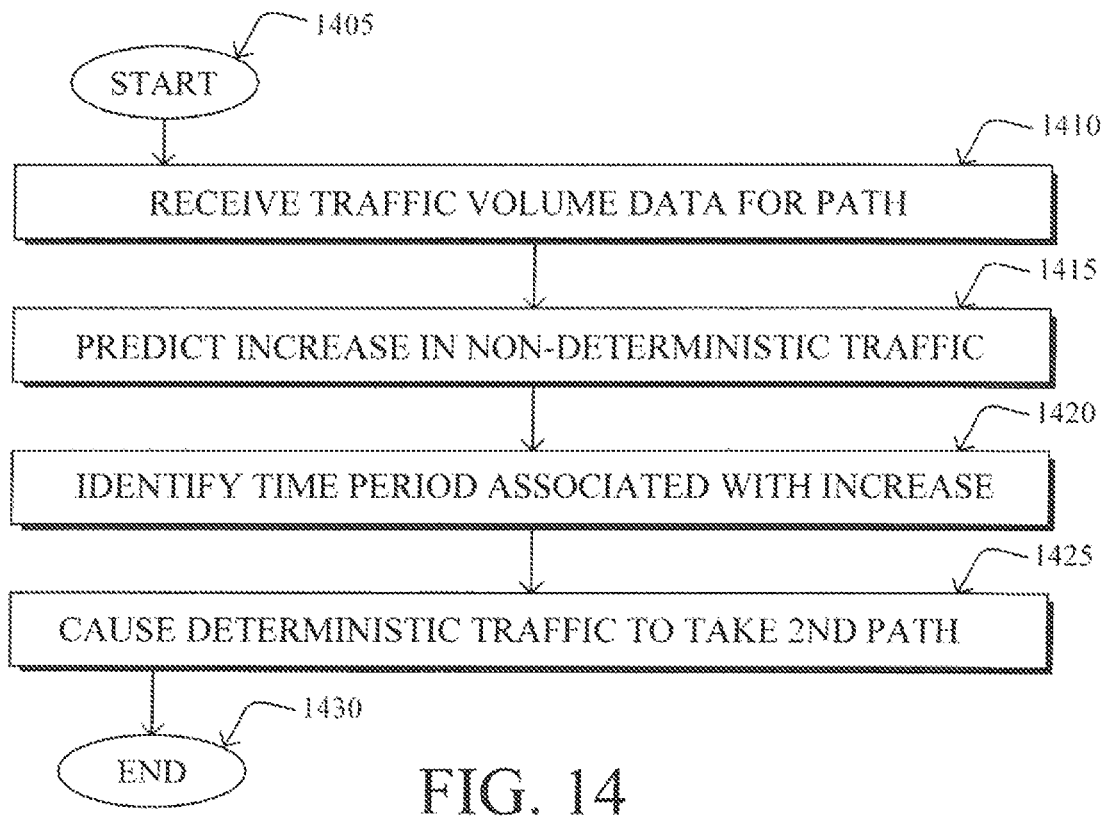 1405
START
1410
RECEIVE TRAFFIC VOLUME DATA FOR PATH
1415
PREDICT INCREASE IN NON-DETERMINISTIC TRAFFIC
1420
IDENTIFY TIME PERIOD ASSOCIATED WITH INCREASE
1425
CAUSE DETERMINISTIC TRAFFIC TO TAKE 2ND PATH
1430
END
FIG. 14